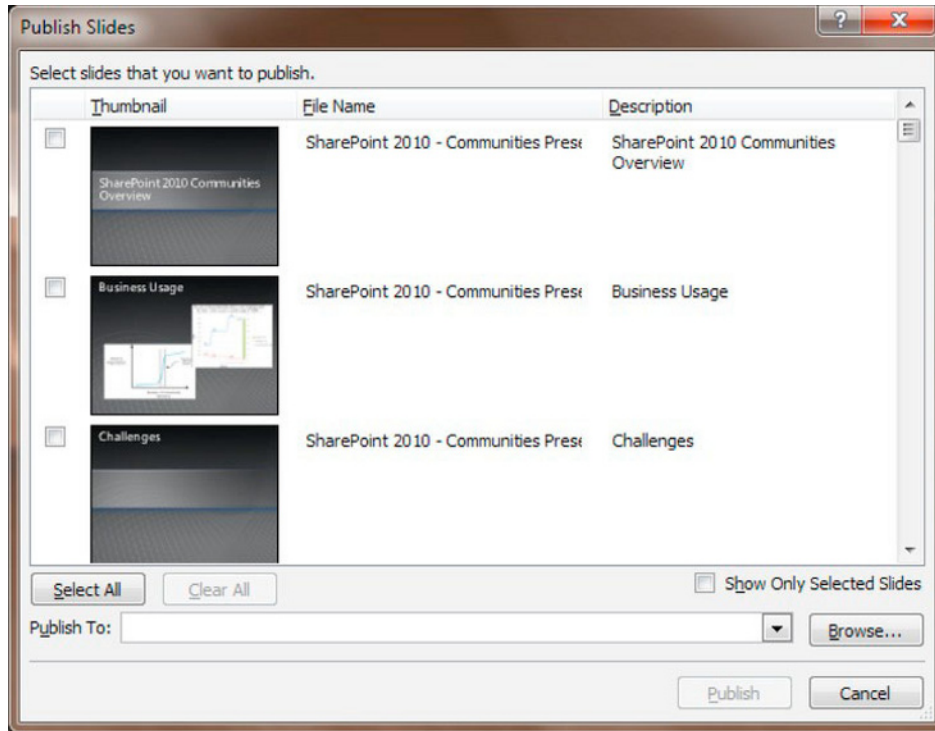 Publish Slides
Select slides that you want to publish.
Thumbnail File Name Description
SharePoint 2010 Communities
Overview
SharePoint 2010 - Communities Prese
SharePoint 2010 Communities
Overview
Business Usage
SharePoint 2010 - Communities Prese
Business Usage
Challenges
SharePoint 2010 - Communities Prese
Challenges
Select All Clear All Show Only Selected Slides
Publish To: Browse...
Publish Cancel